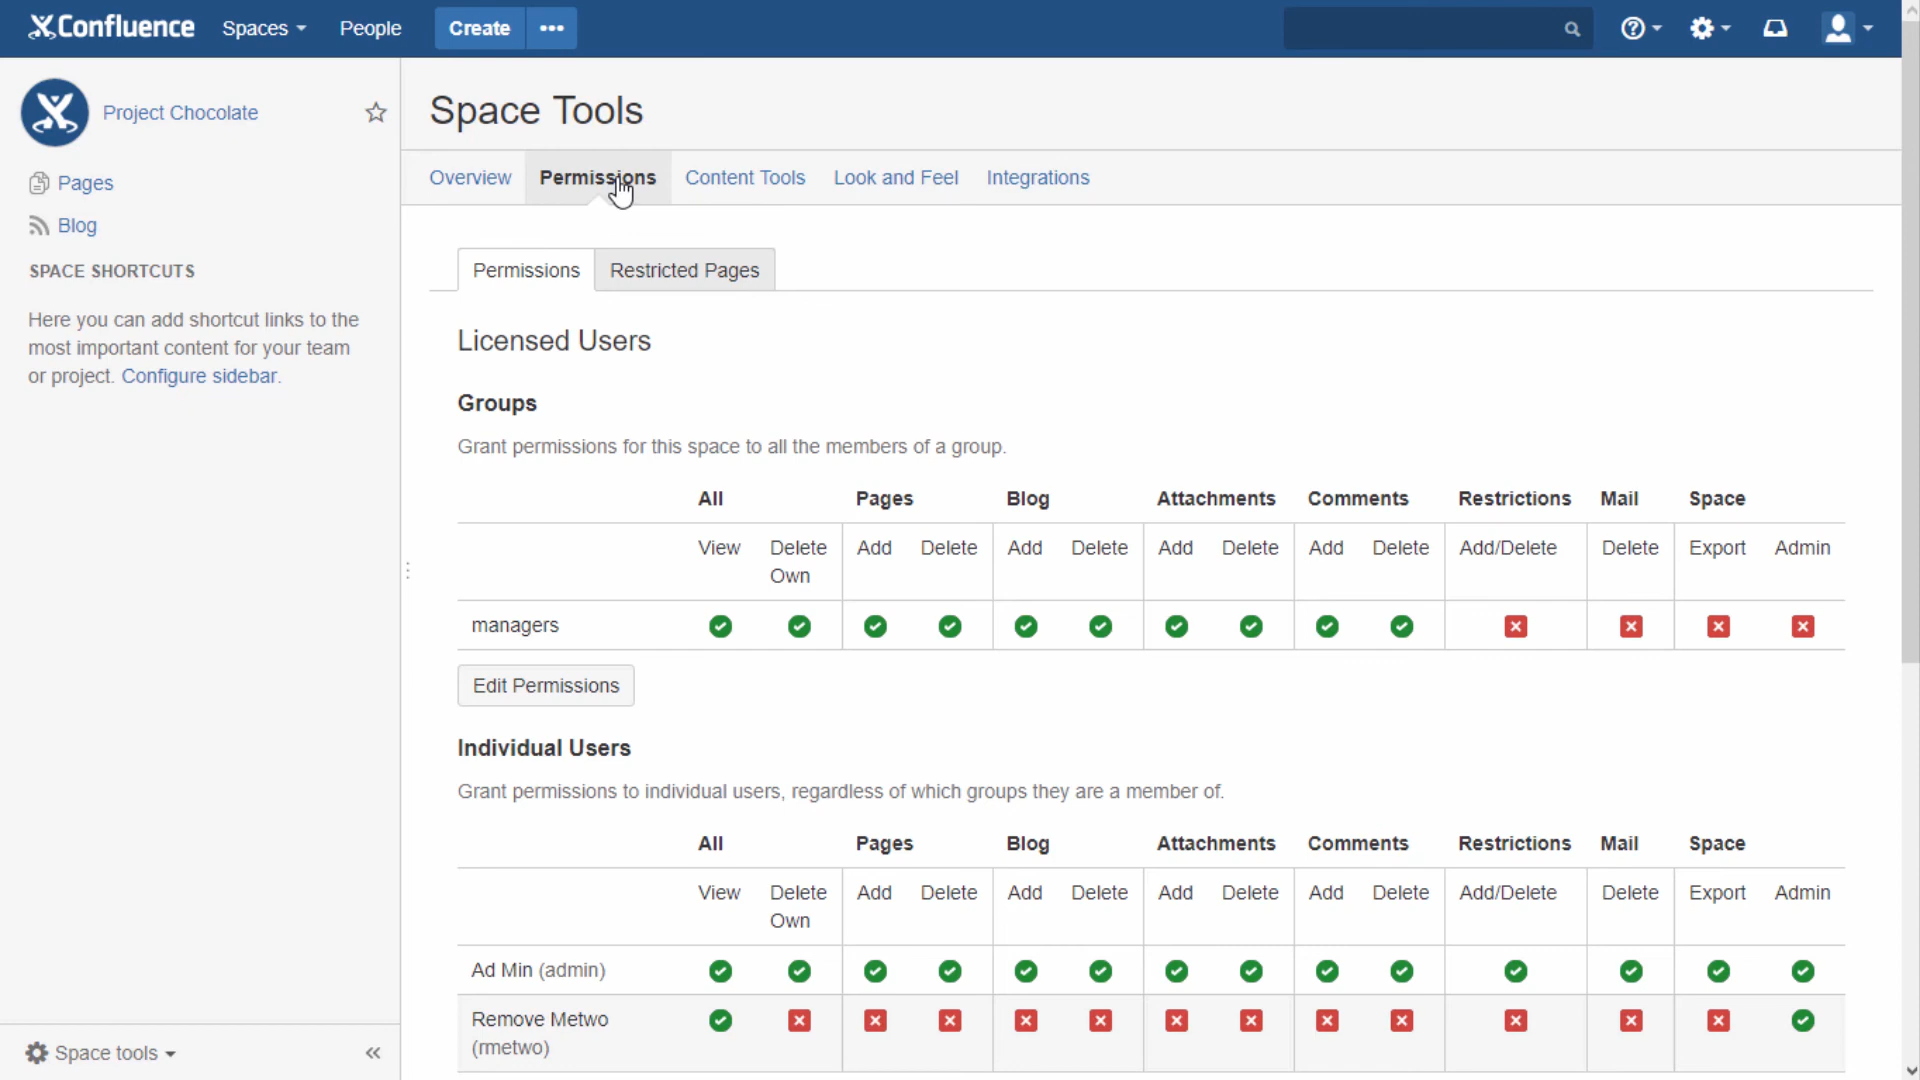 Confluence Spaces People Create
Project Chocolate
Pages
Blog
SPACE SHORTCUTS
Here you can add shortcut links to the
most important content for your team
or project. Configure sidebar.
Space tools
Space Tools
Overview Permissions Content Tools Look and Feel Integrations
Permissions Restricted Pages
Licensed Users
Groups
Grant permissions for this space to all the members of a group.
All Pages Blog Attachments Comments Restrictions Mail Space
View Delete Own Add Delete Add Delete Add Delete Add Delete Add/Delete Delete Export Admin
managers
Edit Permissions
Individual Users
Grant permissions to individual users, regardless of which groups they are a member of.
All Pages Blog Attachments Comments Restrictions Mail Space
View Delete Own Add Delete Add Delete Add Delete Add Delete Add/Delete Delete Export Admin
Ad Min (admin)
Remove Metwo
(rmetwo)